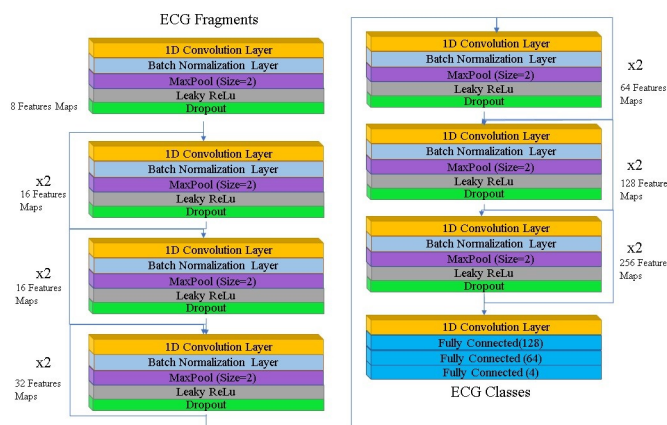 ECG Fragments
1D Convolution Layer
Batch Normalization Layer
MaxPool (Size=2)
Leaky ReLu
Dropout
8 Features Maps
1D Convolution Layer
Batch Normalization Layer
MaxPool (Size=2)
Leaky ReLu
Dropout
x2
16 Features
Maps
1D Convolution Layer
Batch Normalization Layer
MaxPool (Size=2)
Leaky ReLu
Dropout
x2
16 Features
Maps
1D Convolution Layer
Batch Normalization Layer
MaxPool (Size=2)
Leaky ReLu
Dropout
x2
32 Features
Maps
1D Convolution Layer
Batch Normalization Layer
MaxPool (Size=2)
Leaky ReLu
Dropout
x2
64 Features
Maps
1D Convolution Layer
Batch Normalization Layer
MaxPool (Size=2)
Leaky ReLu
Dropout
x2
128 Features
Maps
1D Convolution Layer
Batch Normalization Layer
MaxPool (Size=2)
Leaky ReLu
Dropout
x2
256 Feature
Maps
1D Convolution Layer
Fully Connected(128)
Fully Connected (64)
Fully Connected (4)
ECG Classes